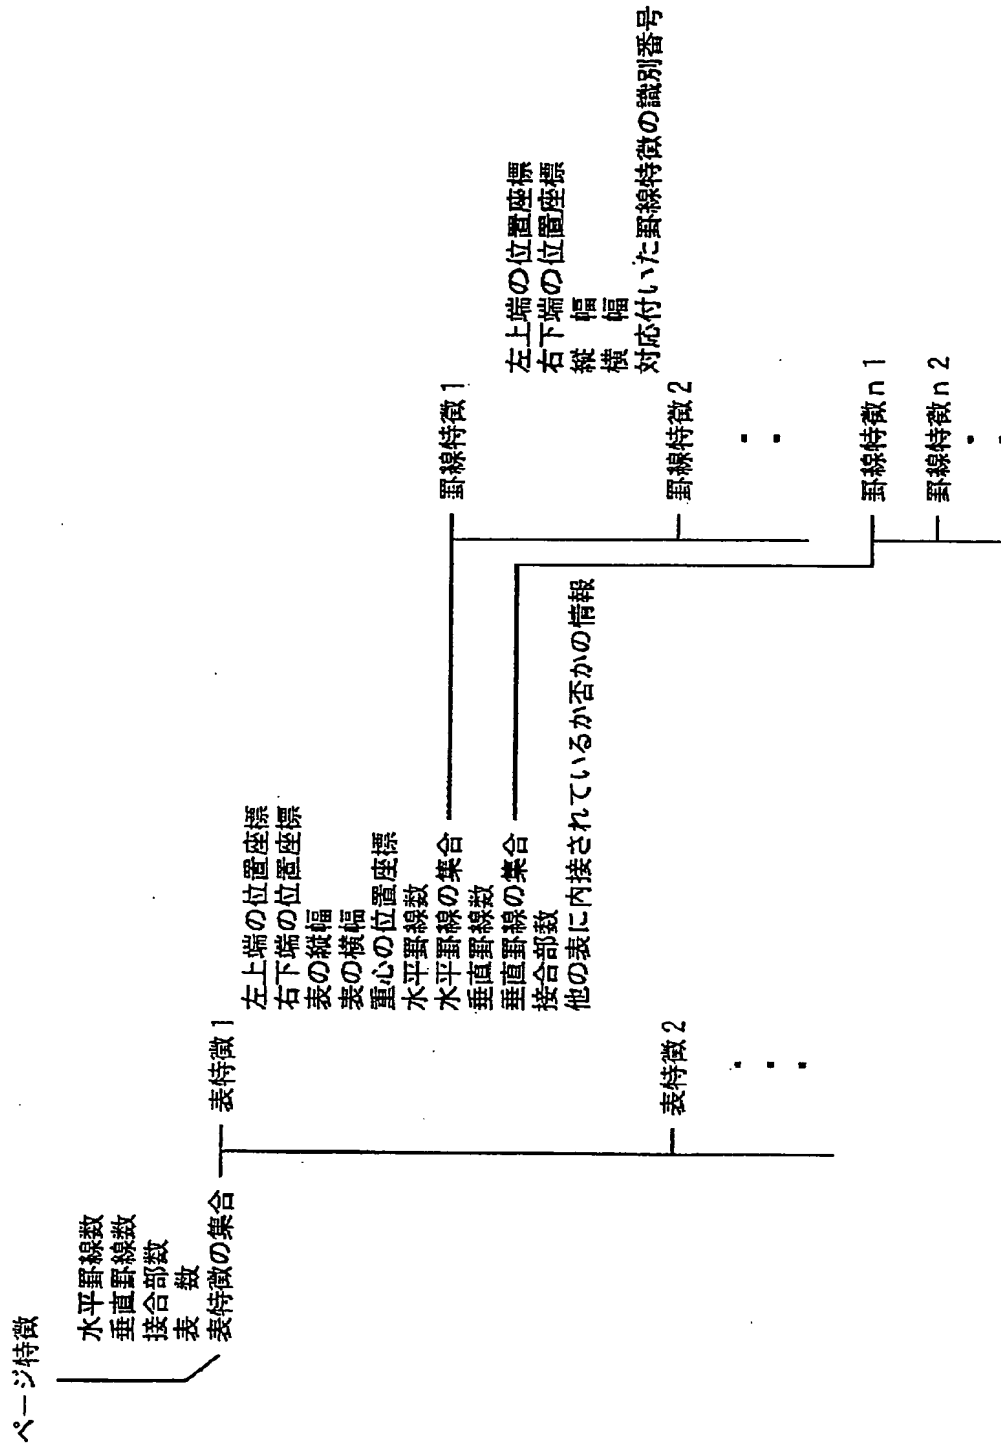 ページ特徴
水平罫線数
垂直罫線数
接合部数
表 数
表特徴の集合
表特徴1
左上端の位置座標
右下端の位置座標
表の縦幅
表の横幅
重心の位置座標
水平罫線数
水平罫線の集合
垂直罫線数
垂直罫線の集合
接合部数
他の表に内接されているか否かの情報
罫線特徴1
左上端の位置座標
右下端の位置座標
縦 幅
横 幅
対応付いた罫線特徴の識別番号
罫線特徴2
罫線特徴n1
罫線特徴n2
表特徴2